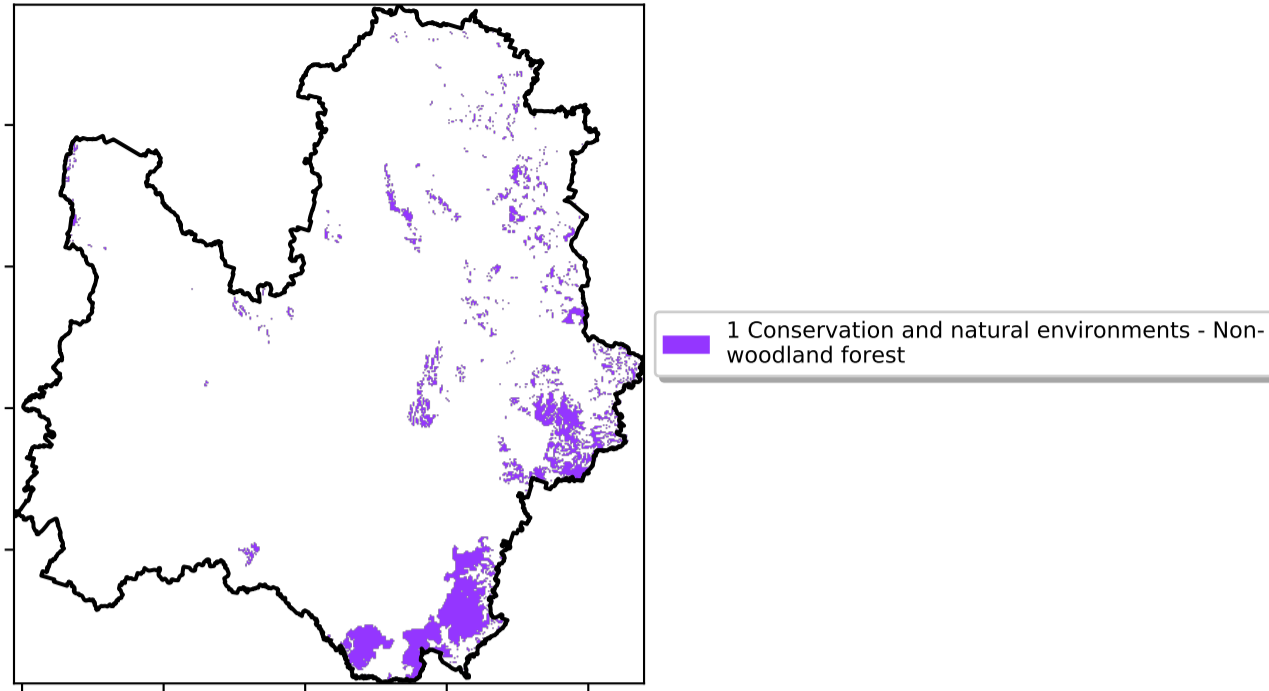 1 Conservation and natural environments - Non-
woodland forest